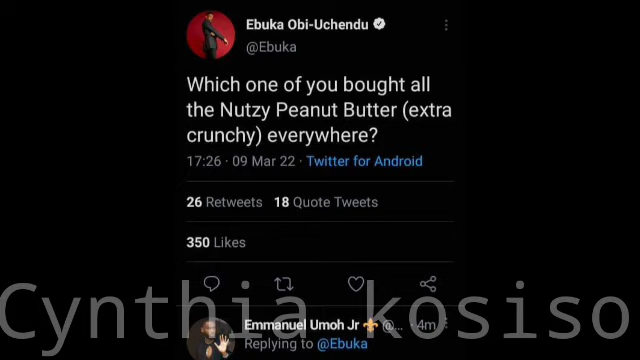 Ebuka Obi-Uchendu
@Ebuka
Which one of you bought all
the Nutzy Peanut Butter (extra
crunchy) everywhere?
17:26 · 09 Mar 22 · Twitter for Android
26 Retweets 18 Quote Tweets
350 Likes
Cynthia kosiso
Emmanuel Umoh Jr ⚜ @... · 4m
Replying to @Ebuka